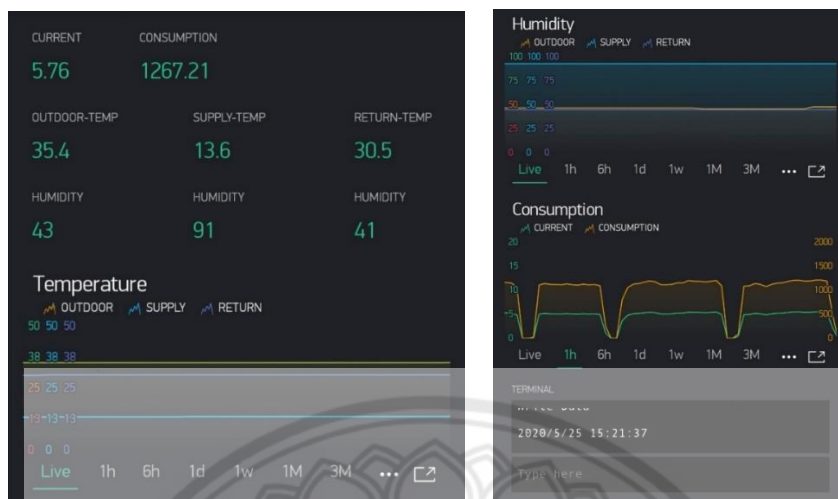 CURRENT CONSUMPTION
5.76 1267.21
OUTDOOR-TEMP SUPPLY-TEMP RETURN-TEMP
35.4 13.6 30.5
HUMIDITY HUMIDITY HUMIDITY
43 91 41
Temperature
OUTDOOR SUPPLY RETURN
50 50 50
38 38 38
25 25 25
13 13 13
0 0 0
Live 1h 6h 1d 1w 1M 3M
Humidity
OUTDOOR SUPPLY RETURN
100 100 100
75 75 75
50 50 50
25 25 25
0 0 0
Live 1h 6h 1d 1w 1M 3M
Consumption
CURRENT CONSUMPTION
20 2000
15 1500
10 1000
5 500
0 0
Live 1h 6h 1d 1w 1M 3M
TERMINAL
2020/5/25 15:21:37
Type here